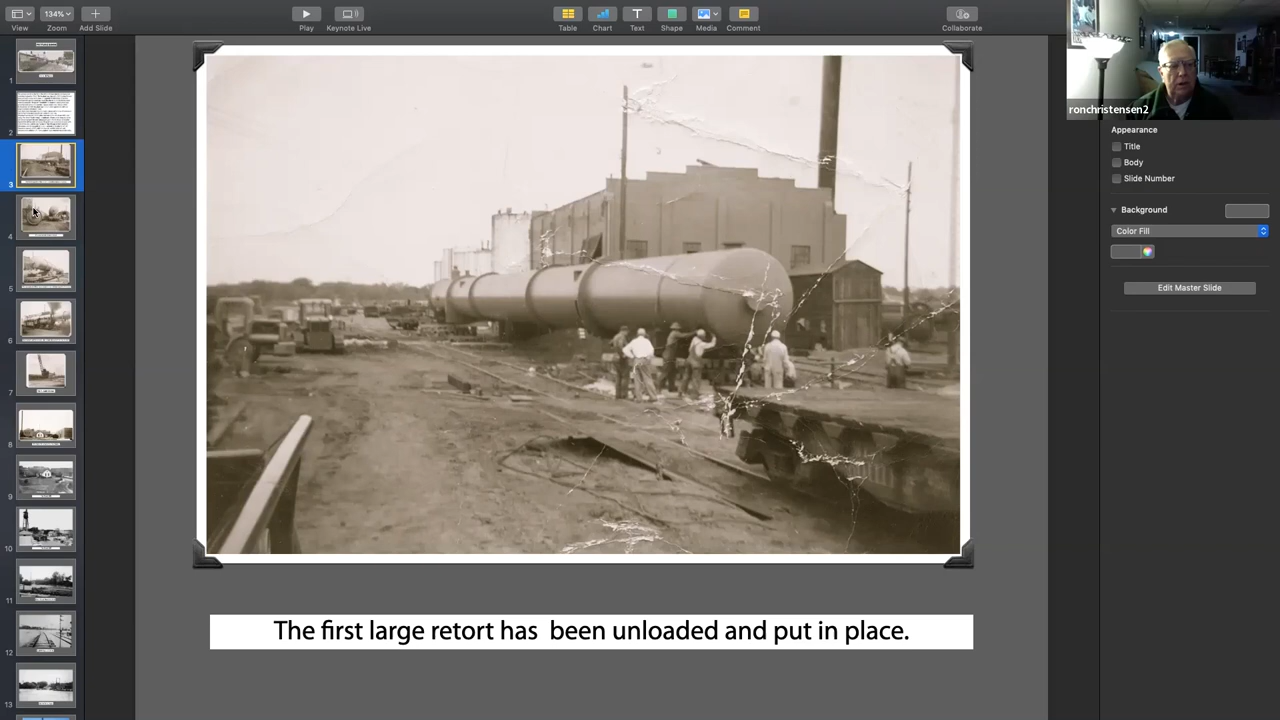 134%
View
Zoom
Add Slide
Play
Keynote Live
Table
Chart
Text
Shape
Media
Comment
Collaborate
ronchristensen2
1
2
3
4
5
6
7
8
9
10
11
12
13
The first large retort has been unloaded and put in place.
Appearance
Title
Body
Slide Number
Background
Color Fill
Edit Master Slide